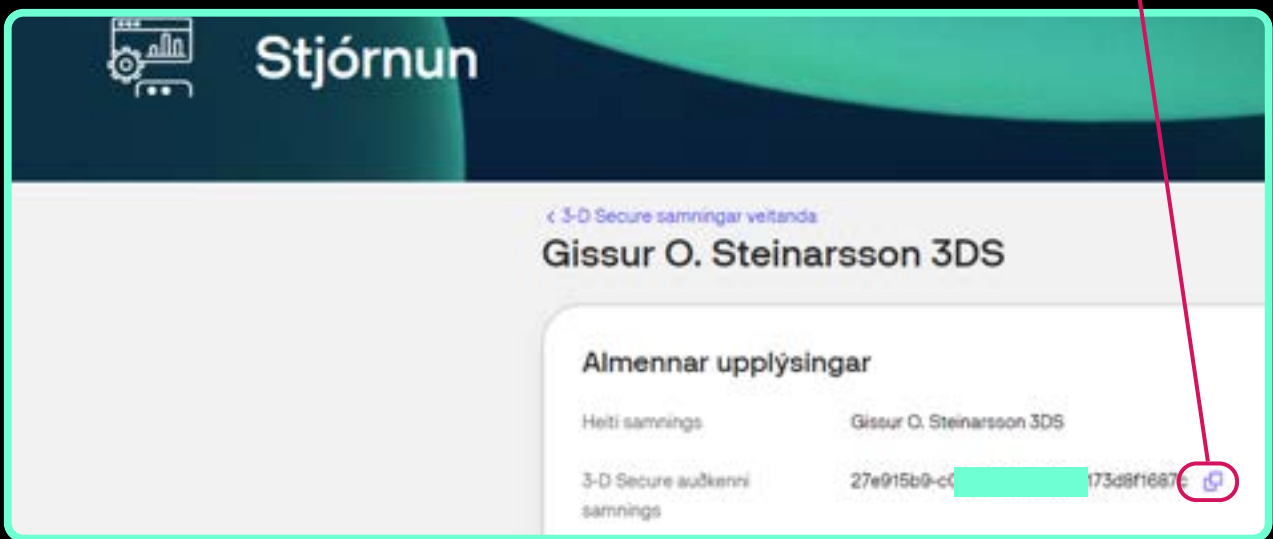 Stjórnun
< 3-D Secure samningar veitanda
Gissur O. Steinarsson 3DS
Almennar upplýsingar
Heiti samnings Gissur O. Steinarsson 3DS
3-D Secure auðkenni 27e915b9-c0 173d8f1687c
samnings